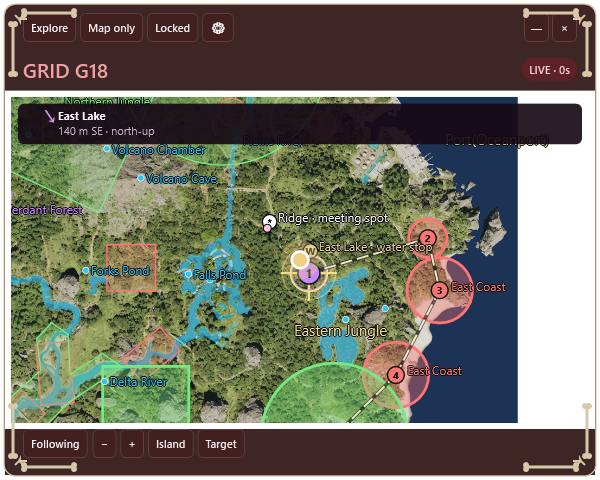 Explore
Map only
Locked
—
×
GRID G18
LIVE · 0s
Northern Jungle
East Lake
140 m SE · north-up
Port(Oceanport)
Volcano Chamber
Volcano Cave
erdant Forest
Ridge · meeting spot
W
East Lake · water stop
2
Forks Pond
Falls Pond
1
3
East Coast
Eastern Jungle
4
East Coast
Delta River
Following
−
+
Island
Target